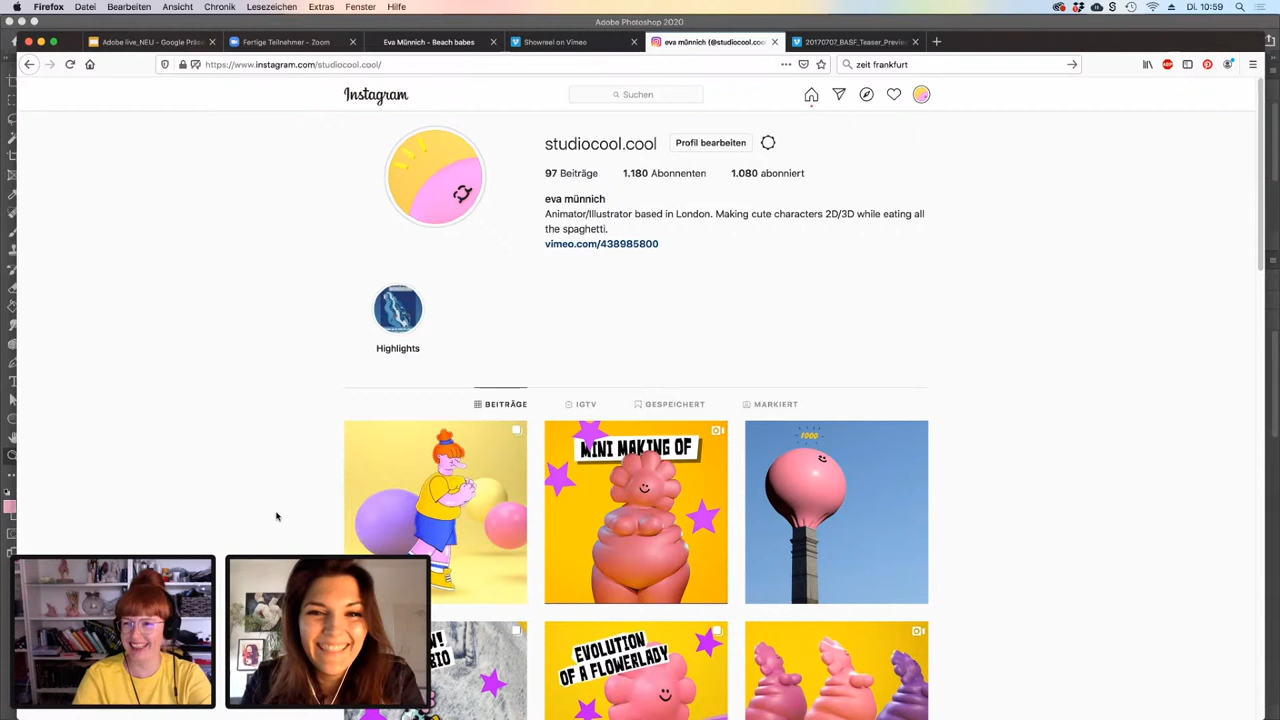 Firefox Datei Bearbeiten Ansicht Chronik Lesezeichen Extras Fenster Hilfe Di. 10:59
Adobe Photoshop 2020
Adobe live_NEU - Google Präse Fertige Teilnehmer - Zoom Eva Münnich - Beach babes Showreel on Vimeo eva münnich (@studiocool.coo 20170707_BASF_Teaser_Preview
https://www.instagram.com/studiocool.cool/ zeit frankfurt
Instagram Suchen
studiocool.cool Profil bearbeiten
97 Beiträge 1.180 Abonnenten 1.080 abonniert
eva münnich
Animator/Illustrator based in London. Making cute characters 2D/3D while eating all
the spaghetti.
vimeo.com/438985800
Highlights
BEITRÄGE IGTV GESPEICHERT MARKIERT
MINI MAKING OF
1000
EVOLUTION
OF A FLOWERLADY